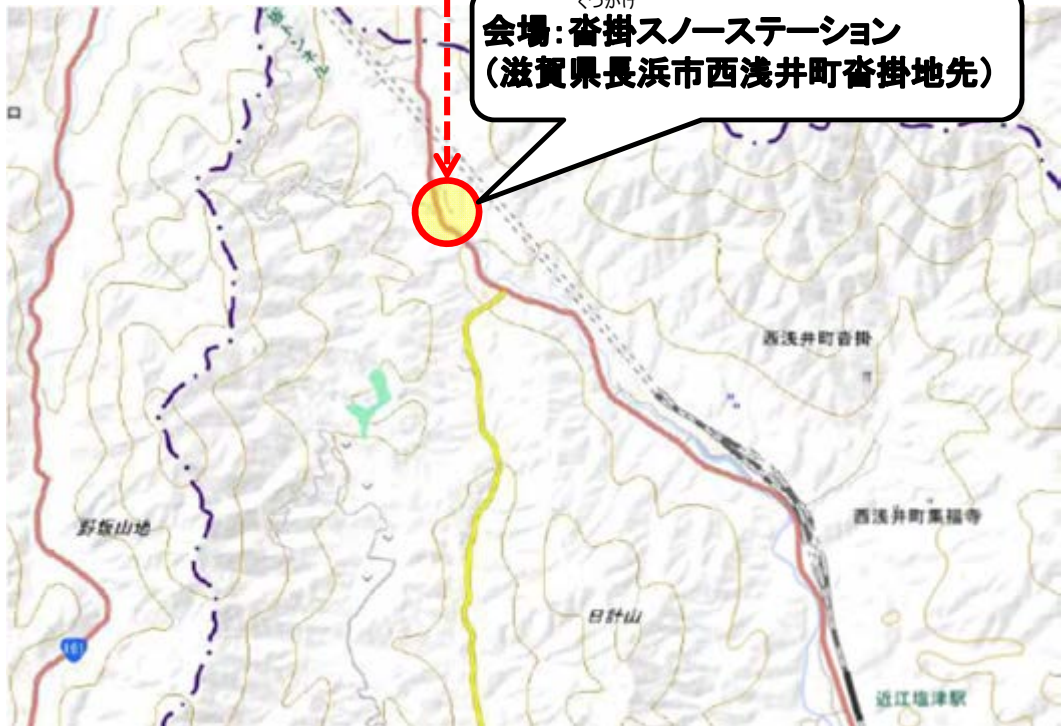 くつかけ
会場：沓掛スノーステーション
（滋賀県長浜市西浅井町沓掛地先）
西浅井町沓掛
西浅井町集福寺
野坂山地
日計山
161
近江塩津駅